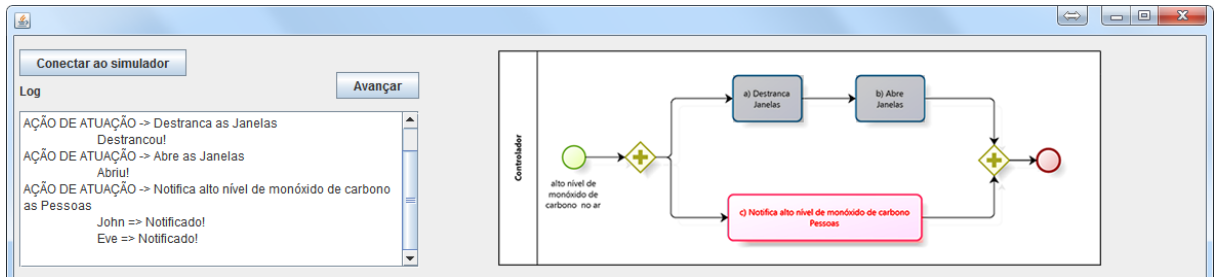 Conectar ao simulador
Log
Avançar
AÇÃO DE ATUAÇÃO -> Destranca as Janelas
Destrancou!
AÇÃO DE ATUAÇÃO -> Abre as Janelas
Abriu!
AÇÃO DE ATUAÇÃO -> Notifica alto nível de monóxido de carbono
as Pessoas
John => Notificado!
Eve => Notificado!
Controlador
alto nível de
monóxido de
carbono no ar
a) Destranca
Janelas
b) Abre
Janelas
c) Notifica alto nível de monóxido de carbono
Pessoas